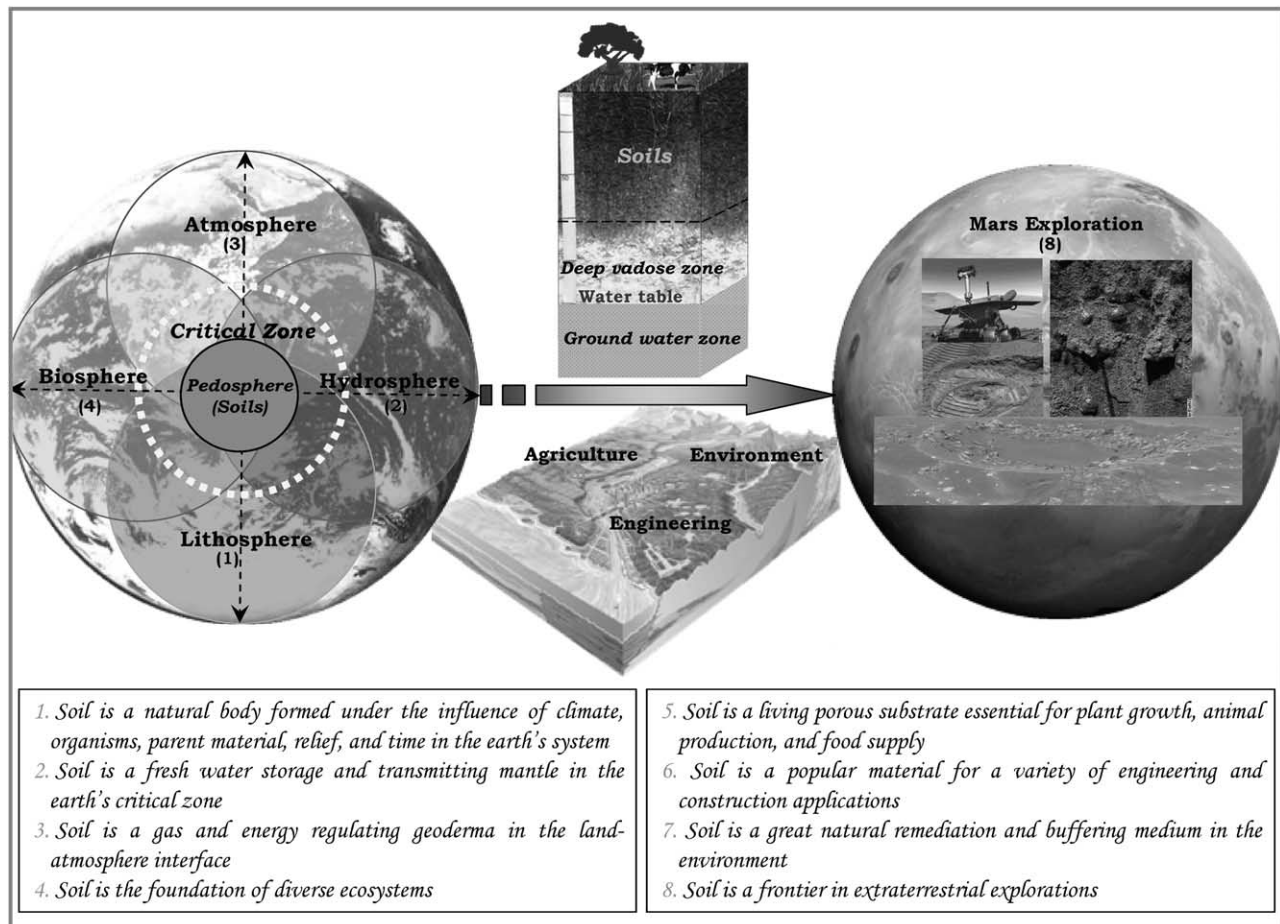 Soils
Deep vadose zone
Water table
Ground water zone
Atmosphere
(3)
Critical Zone
Biosphere
(4)
Pedosphere
(Soils)
Hydrosphere
(2)
Lithosphere
(1)
Agriculture
Environment
Engineering
Mars Exploration
(8)
1. Soil is a natural body formed under the influence of climate,
organisms, parent material, relief, and time in the earth's system
2. Soil is a fresh water storage and transmitting mantle in the
earth's critical zone
3. Soil is a gas and energy regulating geoderma in the land-
atmosphere interface
4. Soil is the foundation of diverse ecosystems
5. Soil is a living porous substrate essential for plant growth, animal
production, and food supply
6. Soil is a popular material for a variety of engineering and
construction applications
7. Soil is a great natural remediation and buffering medium in the
environment
8. Soil is a frontier in extraterrestrial explorations